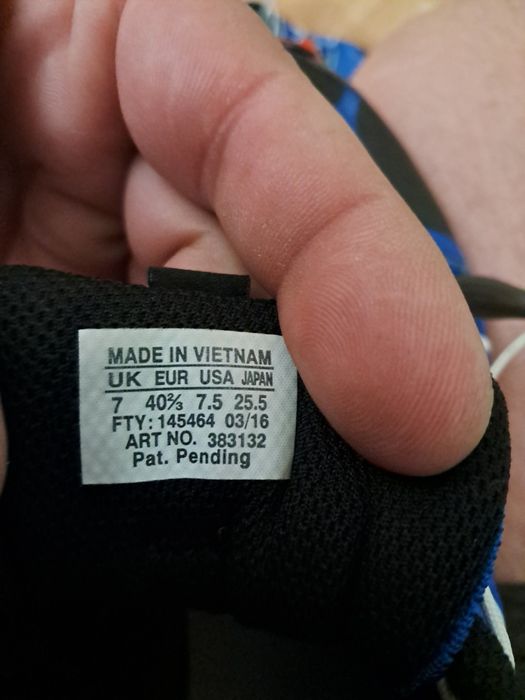 MADE IN VIETNAM
UK EUR USA JAPAN
7 40⅔ 7.5 25.5
FTY: 145464 03/16
ART NO. 383132
Pat. Pending